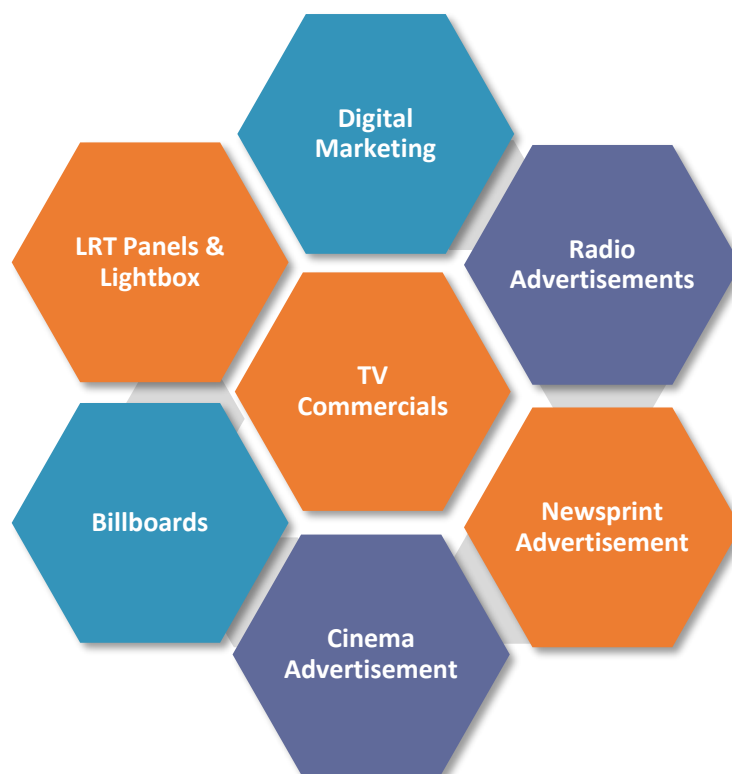 Digital
Marketing
LRT Panels &
Lightbox
Radio
Advertisements
TV
Commercials
Billboards
Newsprint
Advertisement
Cinema
Advertisement